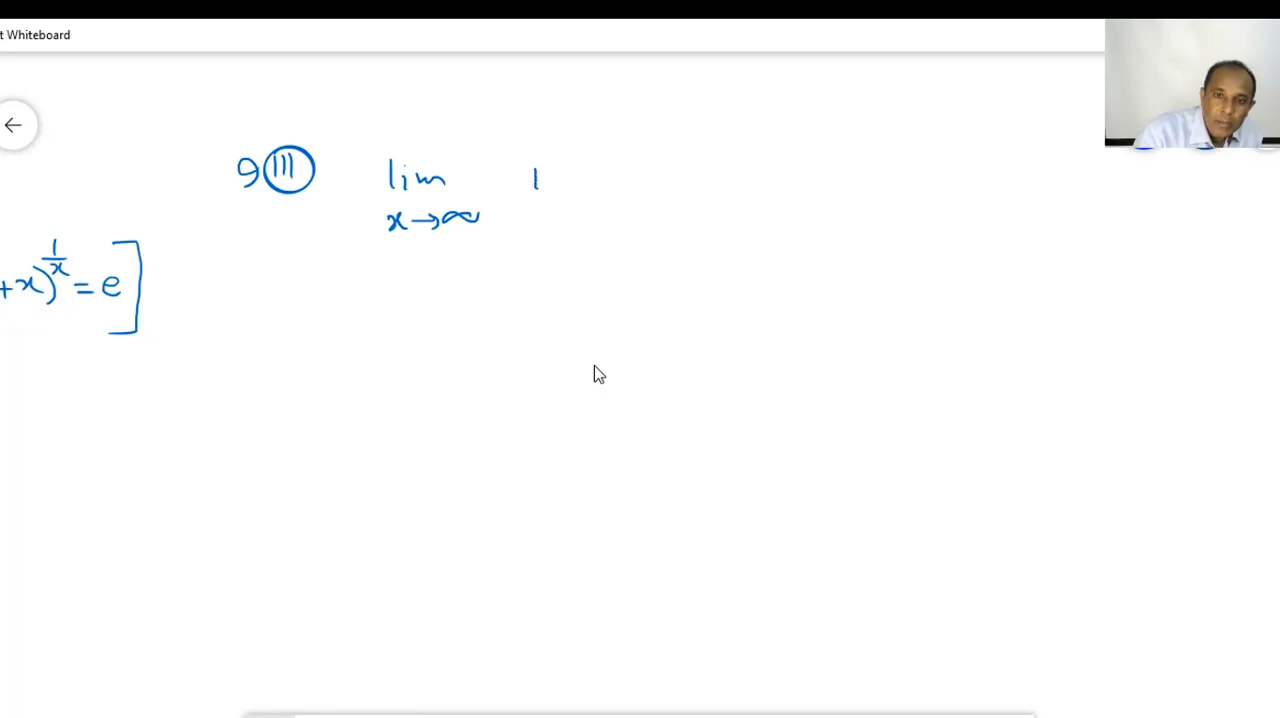 t Whiteboard
9 (III) lim 1
x→∞
+x)^{1/x} = e]